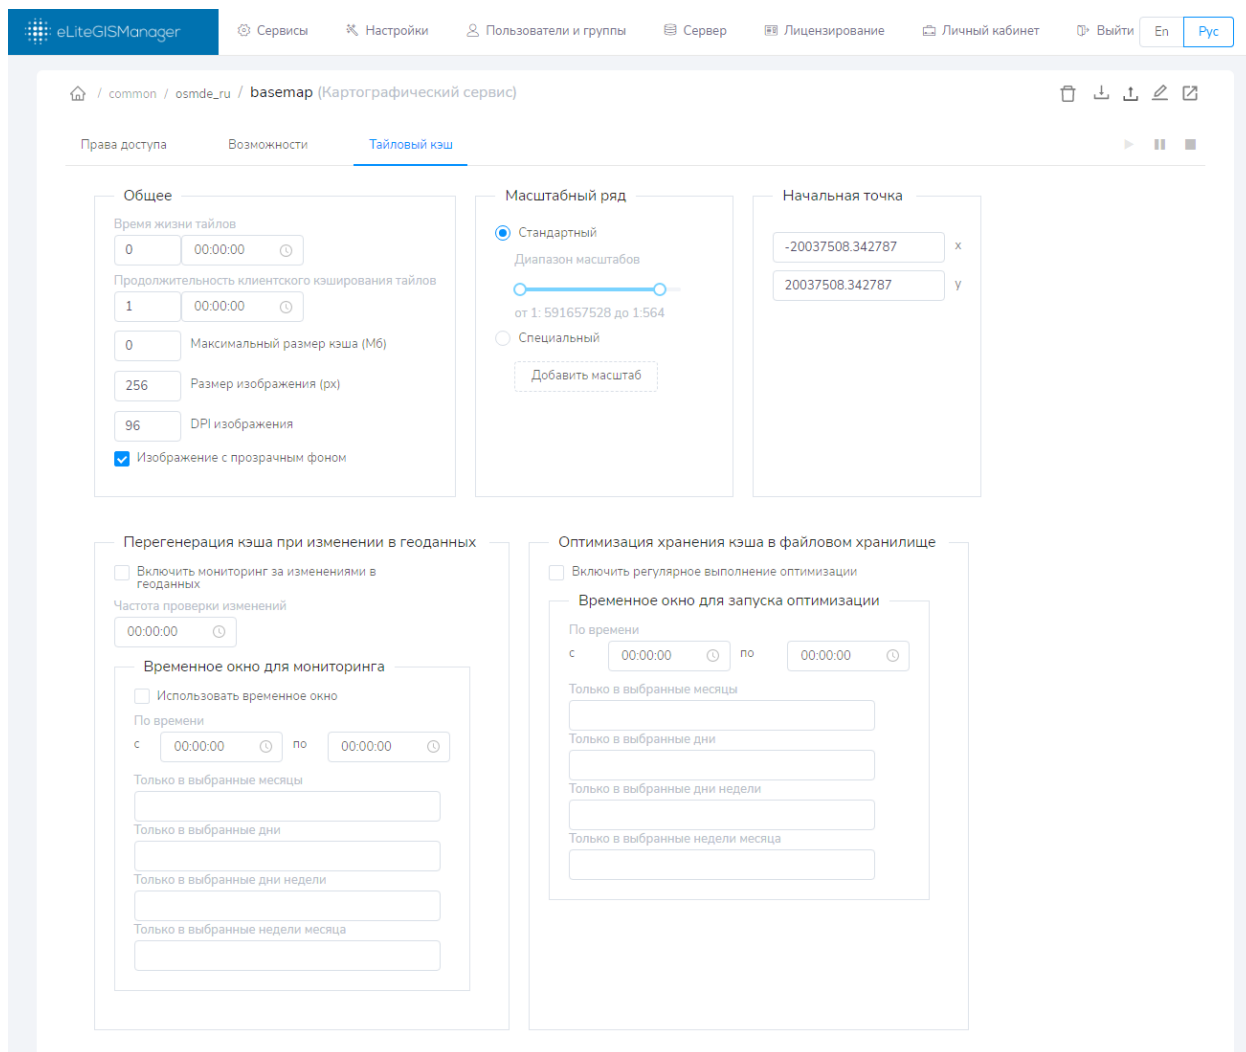 eLiteGISManager
Сервисы
Настройки
Пользователи и группы
Сервер
Лицензирование
Личный кабинет
Выйти
En
Рус
/ common / osmde_ru / basemap (Картографический сервис)
Права доступа
Возможности
Тайловый кэш
Общее
Время жизни тайлов
0
00:00:00
Продолжительность клиентского кэширования тайлов
1
00:00:00
0
Максимальный размер кэша (Мб)
256
Размер изображения (px)
96
DPI изображения
Изображение с прозрачным фоном
Масштабный ряд
Стандартный
Диапазон масштабов
от 1: 591657528 до 1:564
Специальный
Добавить масштаб
Начальная точка
-20037508.342787
x
20037508.342787
y
Перегенерация кэша при изменении в геоданных
Включить мониторинг за изменениями в
геоданных
Частота проверки изменений
00:00:00
Временное окно для мониторинга
Использовать временное окно
По времени
с
00:00:00
по
00:00:00
Только в выбранные месяцы
Только в выбранные дни
Только в выбранные дни недели
Только в выбранные недели месяца
Оптимизация хранения кэша в файловом хранилище
Включить регулярное выполнение оптимизации
Временное окно для запуска оптимизации
По времени
с
00:00:00
по
00:00:00
Только в выбранные месяцы
Только в выбранные дни
Только в выбранные дни недели
Только в выбранные недели месяца